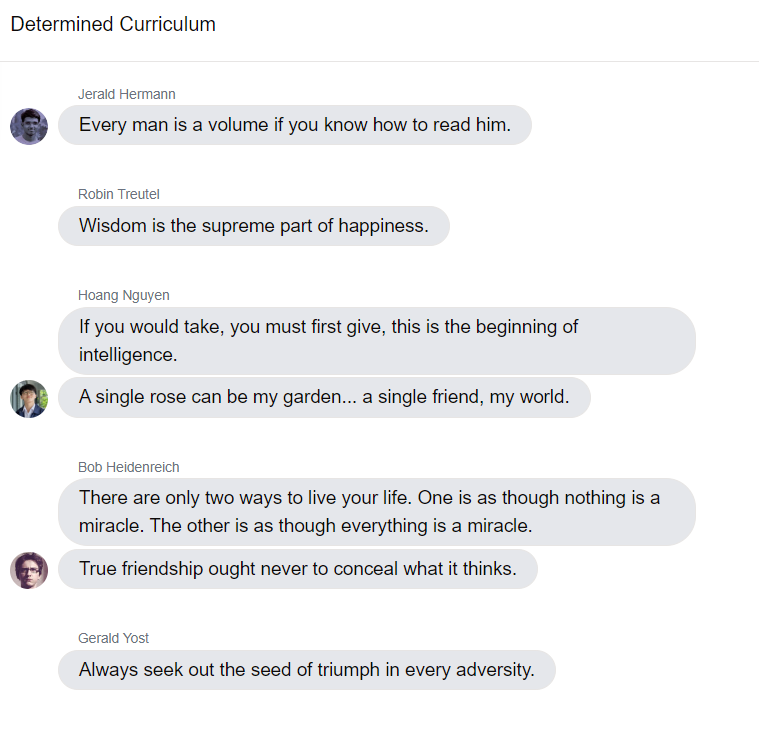 Determined Curriculum
Jerald Hermann
Every man is a volume if you know how to read him.
Robin Treutel
Wisdom is the supreme part of happiness.
Hoang Nguyen
If you would take, you must first give, this is the beginning of
intelligence.
A single rose can be my garden... a single friend, my world.
Bob Heidenreich
There are only two ways to live your life. One is as though nothing is a
miracle. The other is as though everything is a miracle.
True friendship ought never to conceal what it thinks.
Gerald Yost
Always seek out the seed of triumph in every adversity.